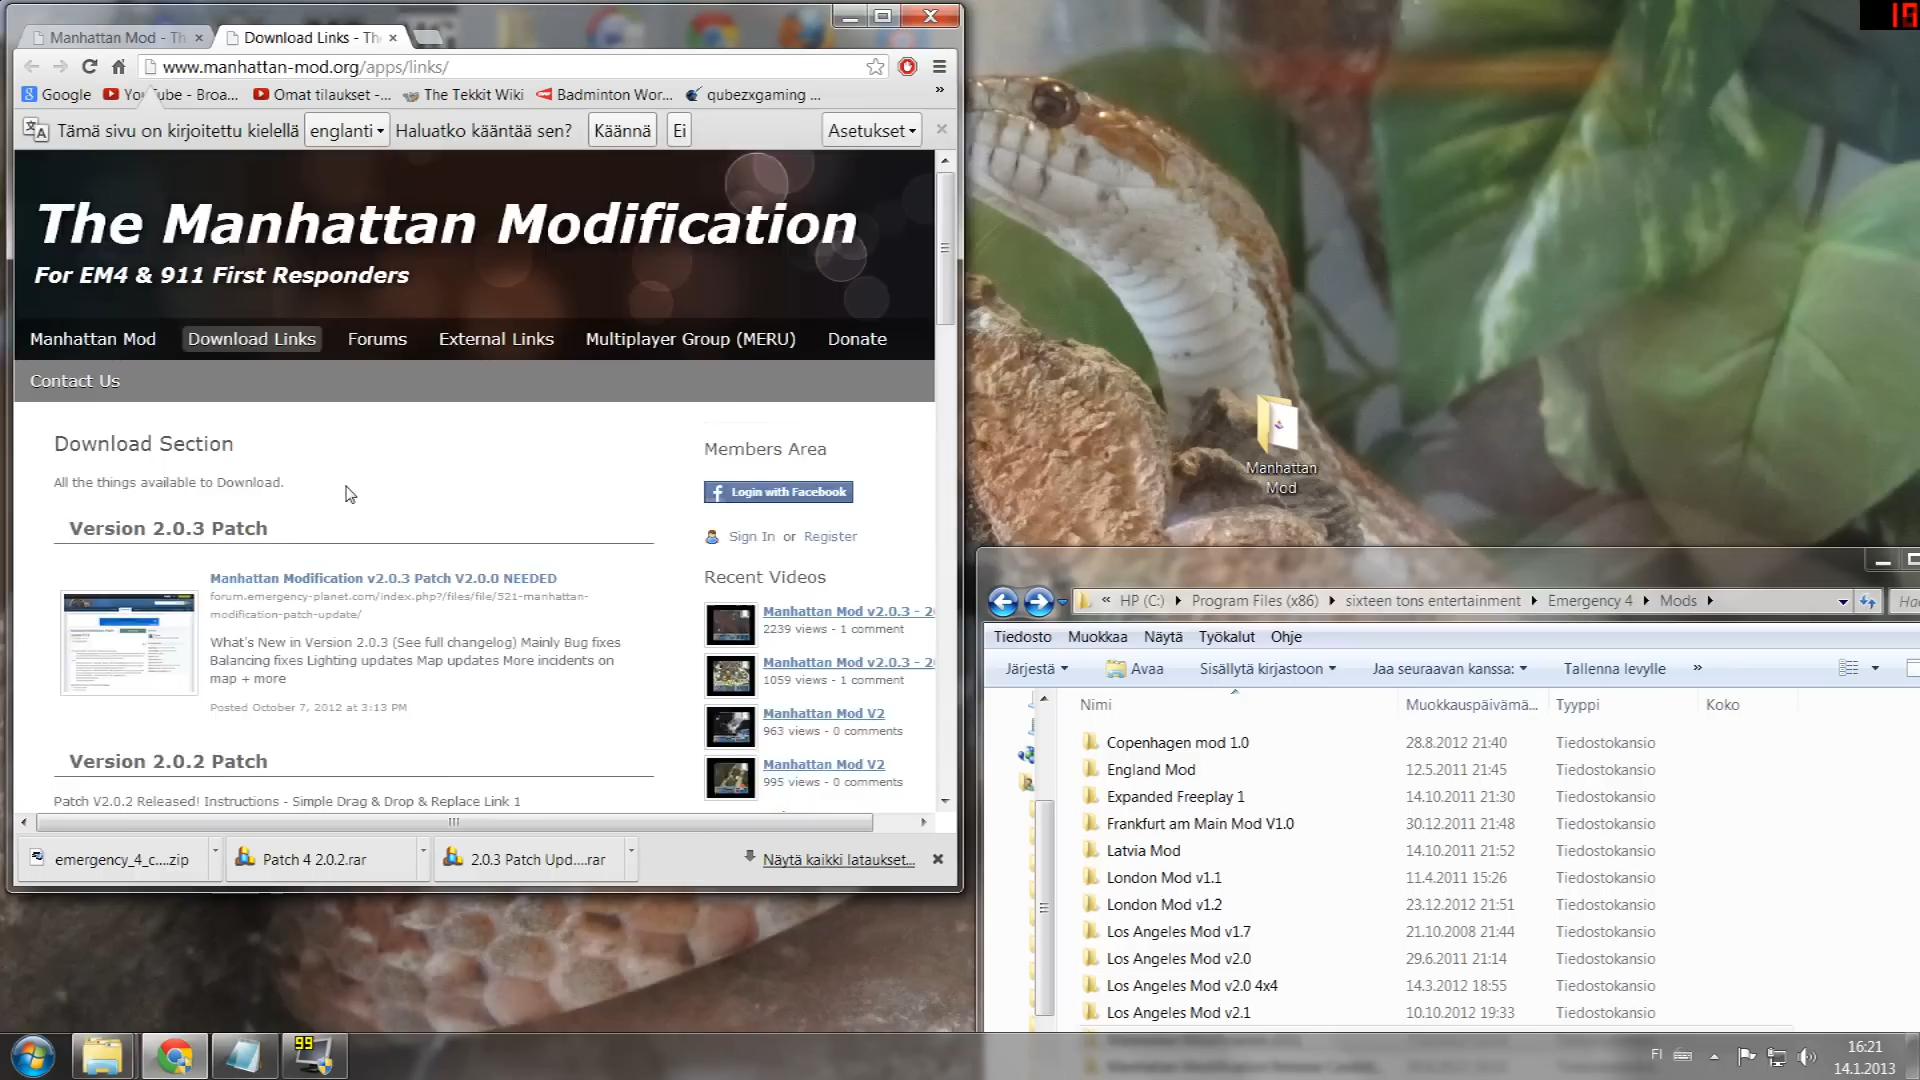 19
Manhattan Mod - Th
Download Links - The
www.manhattan-mod.org/apps/links/
Google
YouTube - Broa...
Omat tilaukset -...
The Tekkit Wiki
Badminton Wor...
qubezxgaming ...
»
Tämä sivu on kirjoitettu kielellä
englanti
Haluatko kääntää sen?
Käännä
Ei
Asetukset
The Manhattan Modification
For EM4 & 911 First Responders
Manhattan Mod
Download Links
Forums
External Links
Multiplayer Group (MERU)
Donate
Contact Us
Download Section
All the things available to Download.
Version 2.0.3 Patch
Manhattan Modification v2.0.3 Patch V2.0.0 NEEDED
forum.emergency-planet.com/index.php?/files/file/521-manhattan-
modification-patch-update/
What's New in Version 2.0.3 (See full changelog) Mainly Bug fixes
Balancing fixes Lighting updates Map updates More incidents on
map + more
Posted October 7, 2012 at 3:13 PM
Version 2.0.2 Patch
Patch V2.0.2 Released! Instructions - Simple Drag & Drop & Replace Link 1
Members Area
Login with Facebook
Sign In or Register
Recent Videos
Manhattan Mod v2.0.3 - 2
2239 views - 1 comment
Manhattan Mod v2.0.3 - 2
1059 views - 1 comment
Manhattan Mod V2
963 views - 0 comments
Manhattan Mod V2
995 views - 0 comments
emergency_4_c....zip
Patch 4 2.0.2.rar
2.0.3 Patch Upd....rar
Näytä kaikki lataukset...
Manhattan
Mod
« HP (C:)
Program Files (x86)
sixteen tons entertainment
Emergency 4
Mods
Tiedosto
Muokkaa
Näytä
Työkalut
Ohje
Järjestä
Avaa
Sisällytä kirjastoon
Jaa seuraavan kanssa:
Tallenna levylle
»
Nimi
Muokkauspäivämä...
Tyyppi
Koko
Copenhagen mod 1.0 28.8.2012 21:40 Tiedostokansio
England Mod 12.5.2011 21:45 Tiedostokansio
Expanded Freeplay 1 14.10.2011 21:30 Tiedostokansio
Frankfurt am Main Mod V1.0 30.12.2011 21:48 Tiedostokansio
Latvia Mod 14.10.2011 21:52 Tiedostokansio
London Mod v1.1 11.4.2011 15:26 Tiedostokansio
London Mod v1.2 23.12.2012 21:51 Tiedostokansio
Los Angeles Mod v1.7 21.10.2008 21:44 Tiedostokansio
Los Angeles Mod v2.0 29.6.2011 21:14 Tiedostokansio
Los Angeles Mod v2.0 4x4 14.3.2012 18:55 Tiedostokansio
Los Angeles Mod v2.1 10.10.2012 19:33 Tiedostokansio
99
FI
16:21
14.1.2013